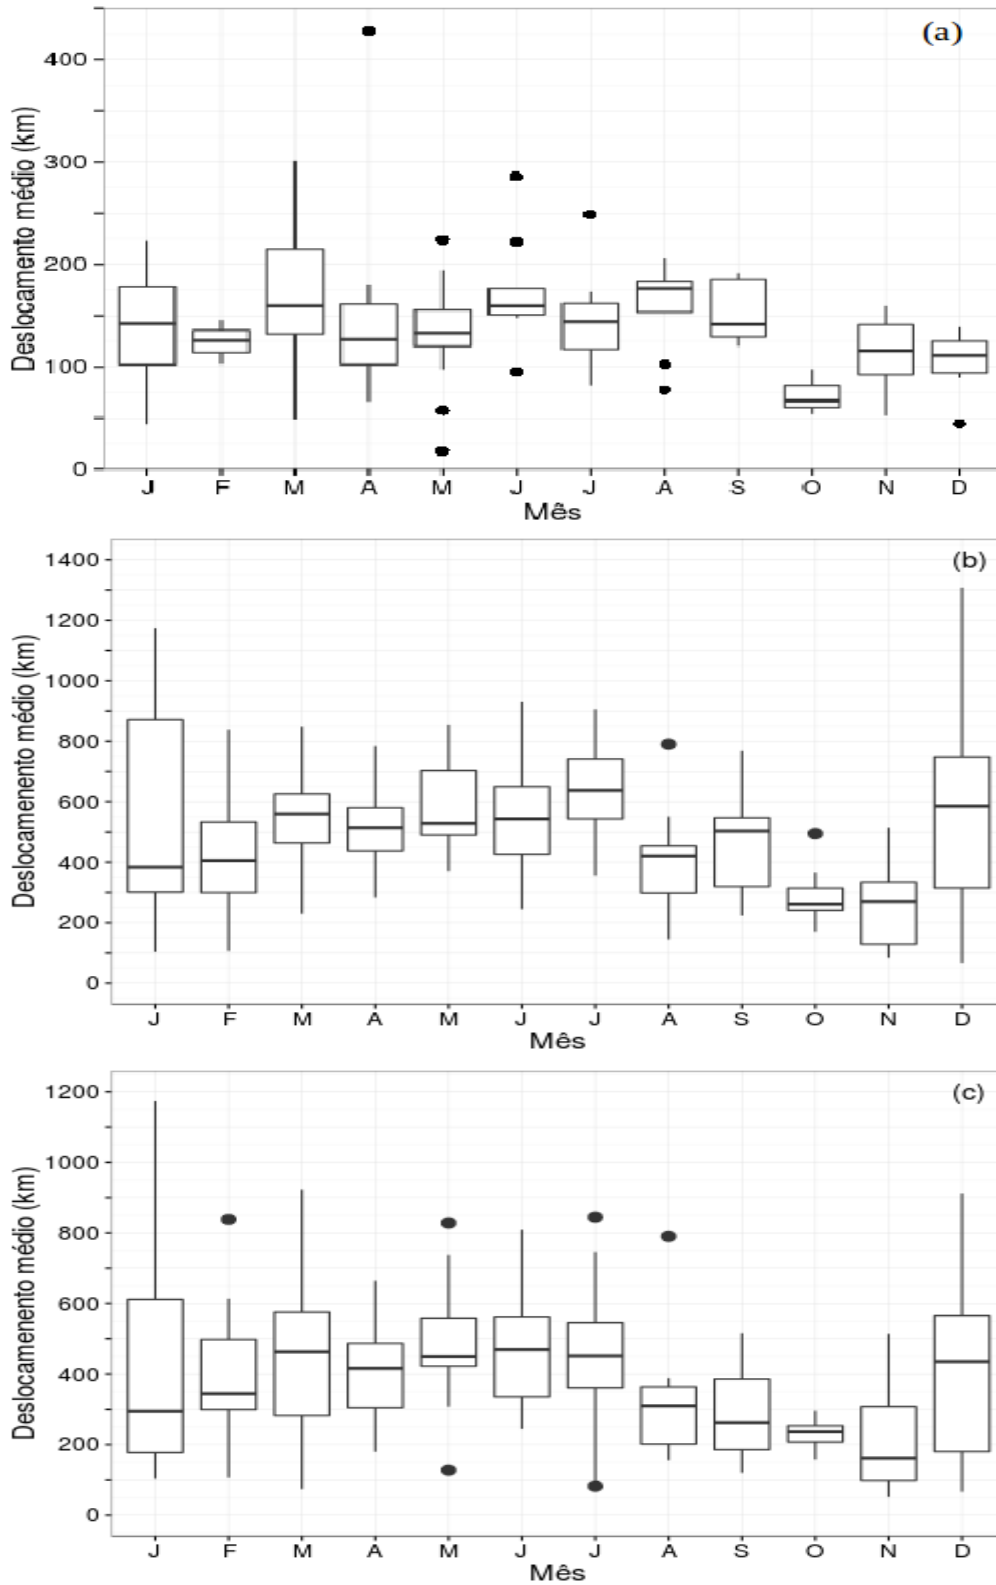 (a)
Deslocamento médio (km)
400
300
200
100
0
J F M A M J J A S O N D
Mês
(b)
Deslocamento médio (km)
1400
1200
1000
800
600
400
200
0
J F M A M J J A S O N D
Mês
(c)
Deslocamento médio (km)
1200
1000
800
600
400
200
0
J F M A M J J A S O N D
Mês